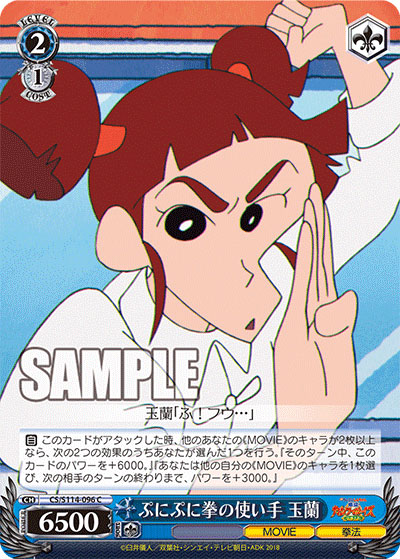 LEVEL
2
1
COST
SAMPLE
玉蘭「ふ！フウ…」
このカードがアタックした時、他のあなたの《MOVIE》のキャラが2枚以
上なら、次の2つの効果のうちあなたが選んだ1つを行う。『そのターン中、こ
のカードのパワーを＋6000。』『あなたは他の自分の《MOVIE》のキャラを1枚選
び、次の相手のターンの終わりまで、パワーを＋3000。』
CS/S114-096 C
ぷにぷに拳の使い手 玉蘭
POWER
6500
MOVIE
拳法
©臼井儀人／双葉社・シンエイ・テレビ朝日・ADK 2018